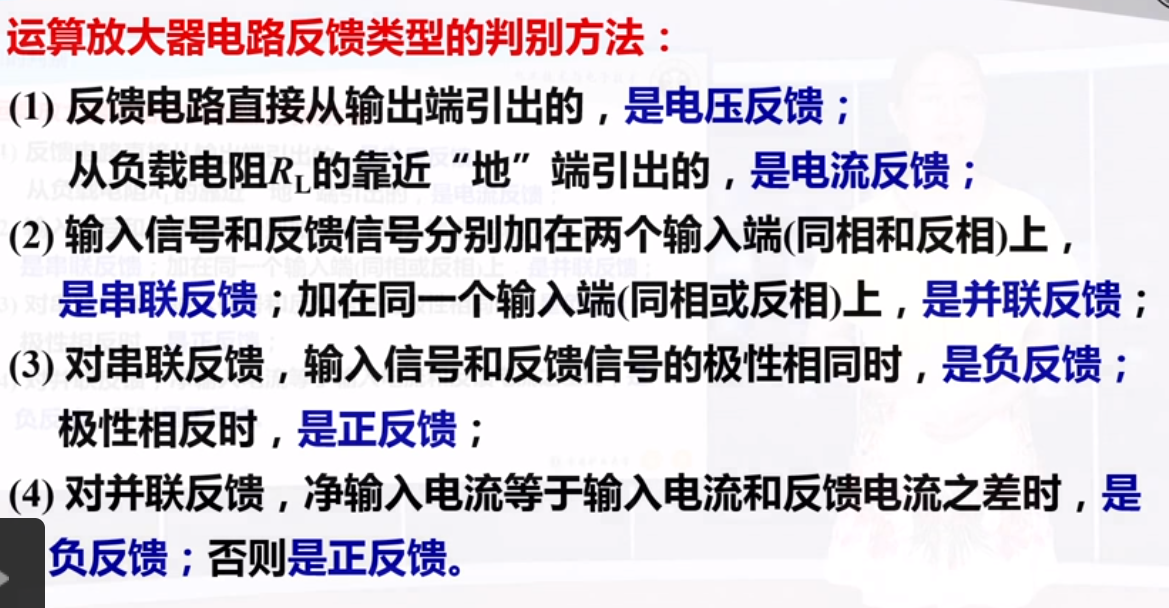 运算放大器电路反馈类型的判别方法：
(1) 反馈电路直接从输出端引出的，是电压反馈；
从负载电阻RL的靠近“地”端引出的，是电流反馈；
(2) 输入信号和反馈信号分别加在两个输入端(同相和反相)上，
是串联反馈；加在同一个输入端(同相或反相)上，是并联反馈；
(3) 对串联反馈，输入信号和反馈信号的极性相同时，是负反馈；
极性相反时，是正反馈；
(4) 对并联反馈，净输入电流等于输入电流和反馈电流之差时，是
负反馈；否则是正反馈。